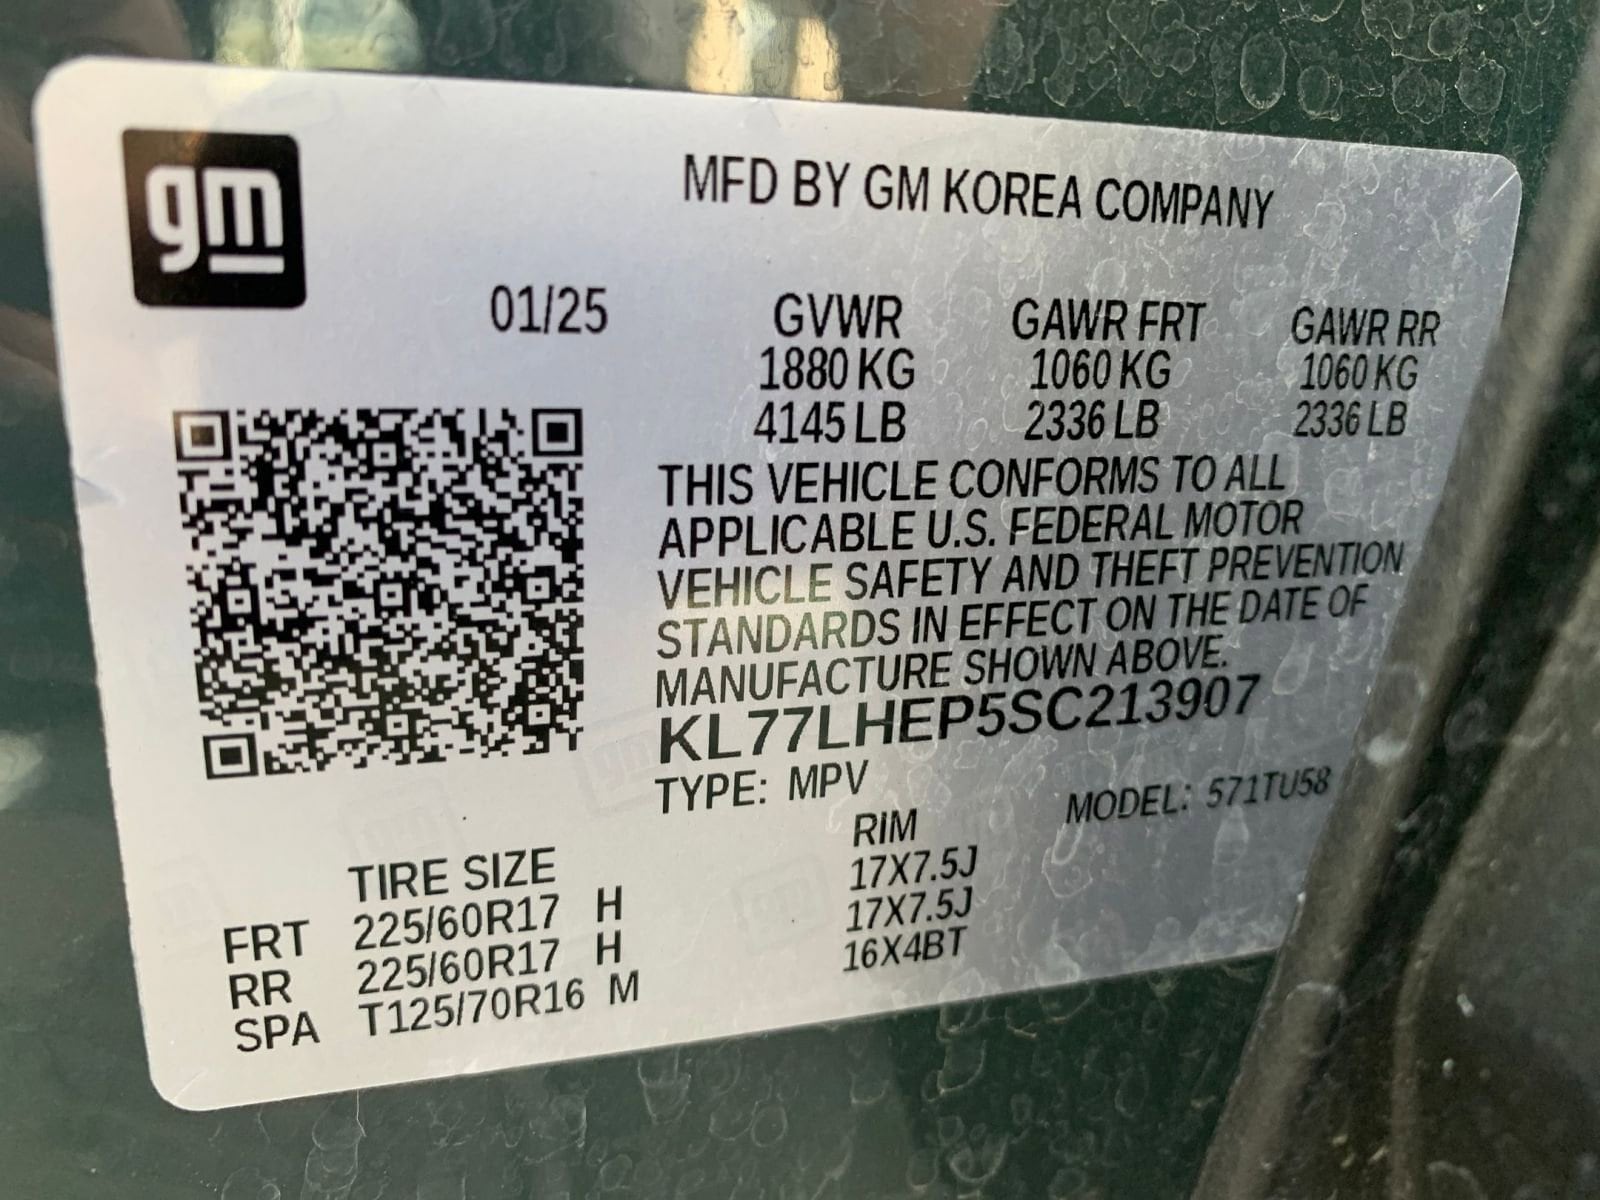 gm
MFD BY GM KOREA COMPANY
01/25 GVWR GAWR FRT GAWR RR
1880 KG 1060 KG 1060 KG
4145 LB 2336 LB 2336 LB
THIS VEHICLE CONFORMS TO ALL
APPLICABLE U.S. FEDERAL MOTOR
VEHICLE SAFETY AND THEFT PREVENTION
STANDARDS IN EFFECT ON THE DATE OF
MANUFACTURE SHOWN ABOVE.
KL77LHEP5SC213907
TYPE: MPV MODEL: 571TU58
TIRE SIZE RIM
FRT 225/60R17 H 17X7.5J
RR 225/60R17 H 17X7.5J
SPA T125/70R16 M 16X4BT